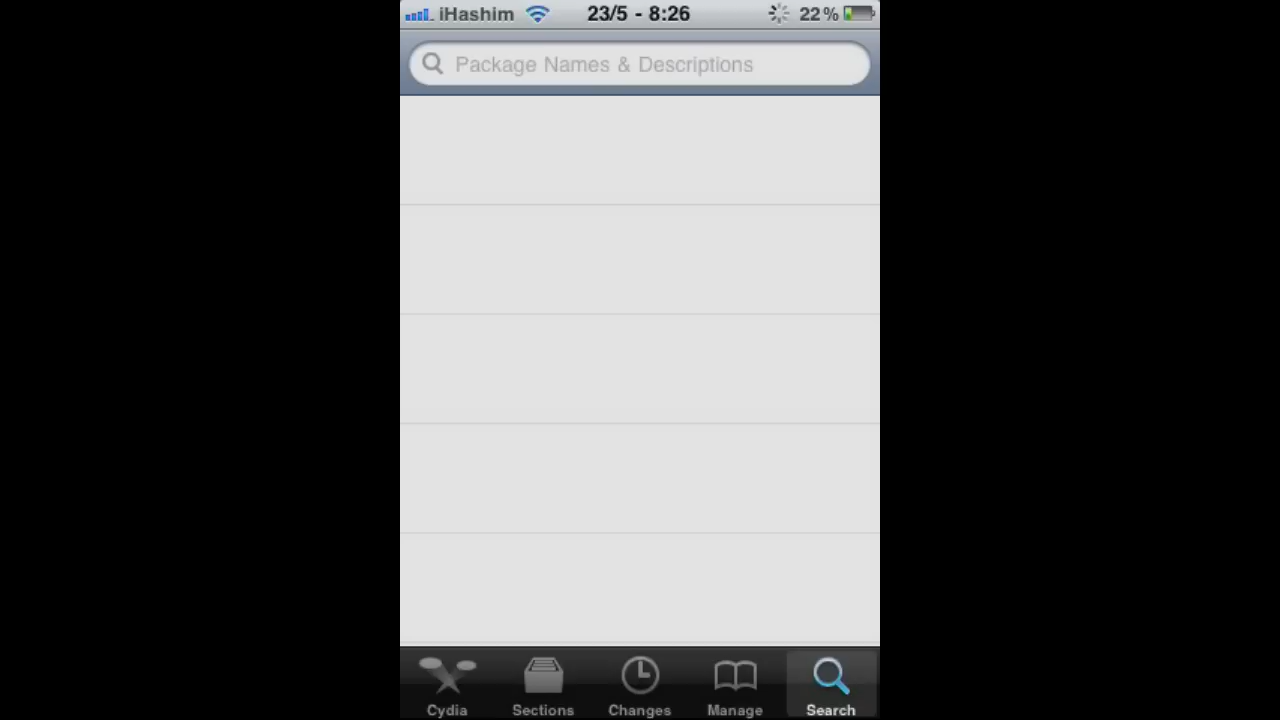 iHashim 23/5 - 8:26 22%
Package Names & Descriptions
Cydia Sections Changes Manage Search